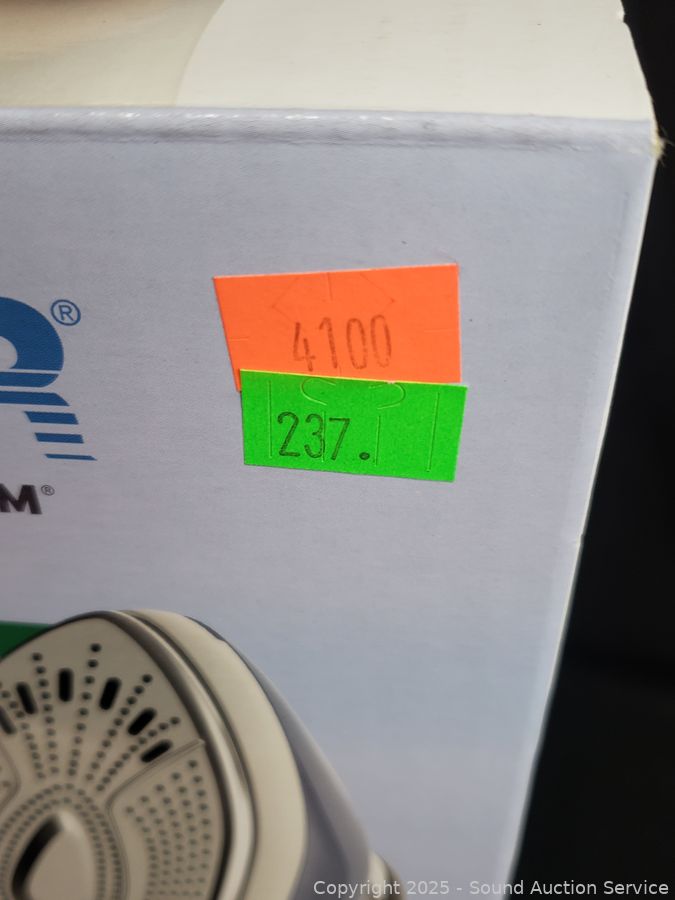 R®
M®
4100
237.
Copyright 2025 - Sound Auction Service